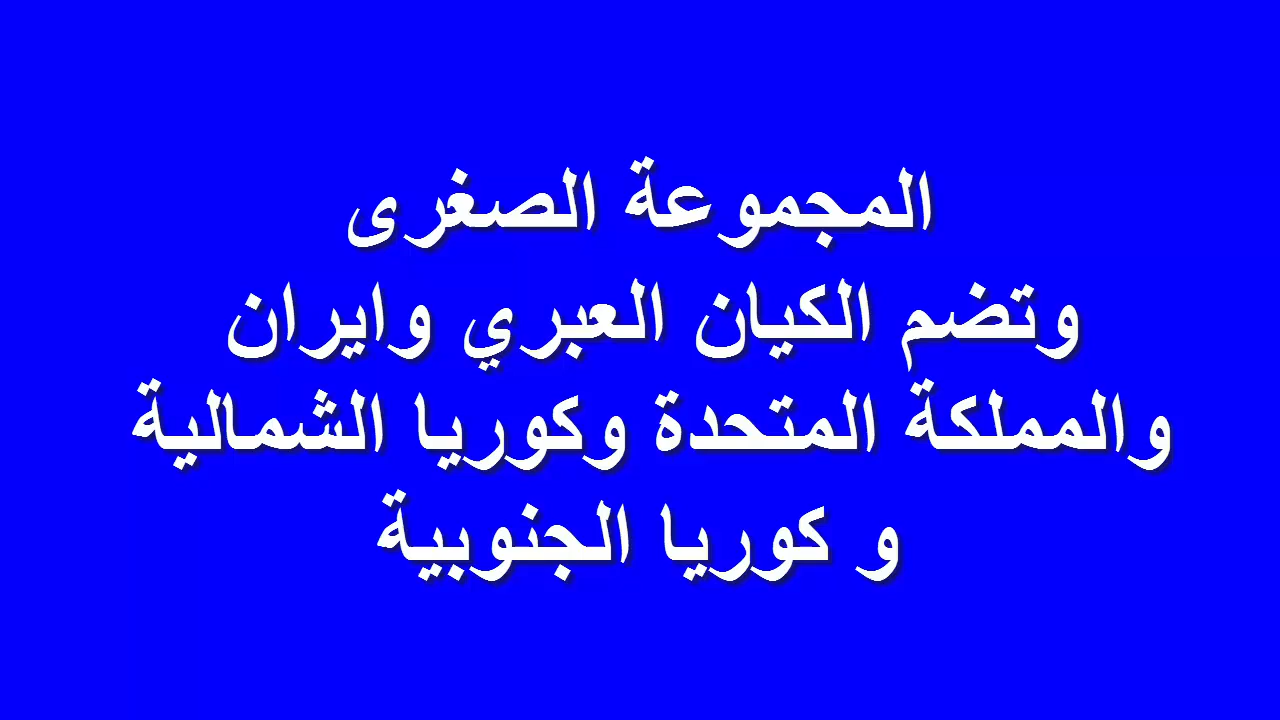 المجموعة الصغرى
وتضم الكيان العبري وايران
والمملكة المتحدة وكوريا الشمالية
و كوريا الجنوبية